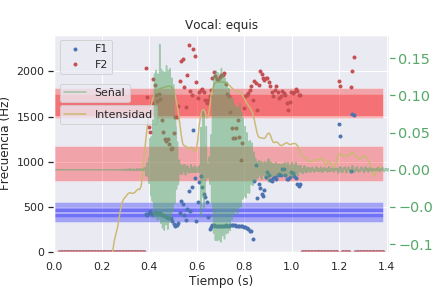 Vocal: equis
F1
F2
Señal
Intensidad
Frecuencia (Hz)
2000
1500
1000
500
0
0.15
0.10
0.05
0.00
−0.0
−0.1
0.0 0.2 0.4 0.6 0.8 1.0 1.2 1.4
Tiempo (s)